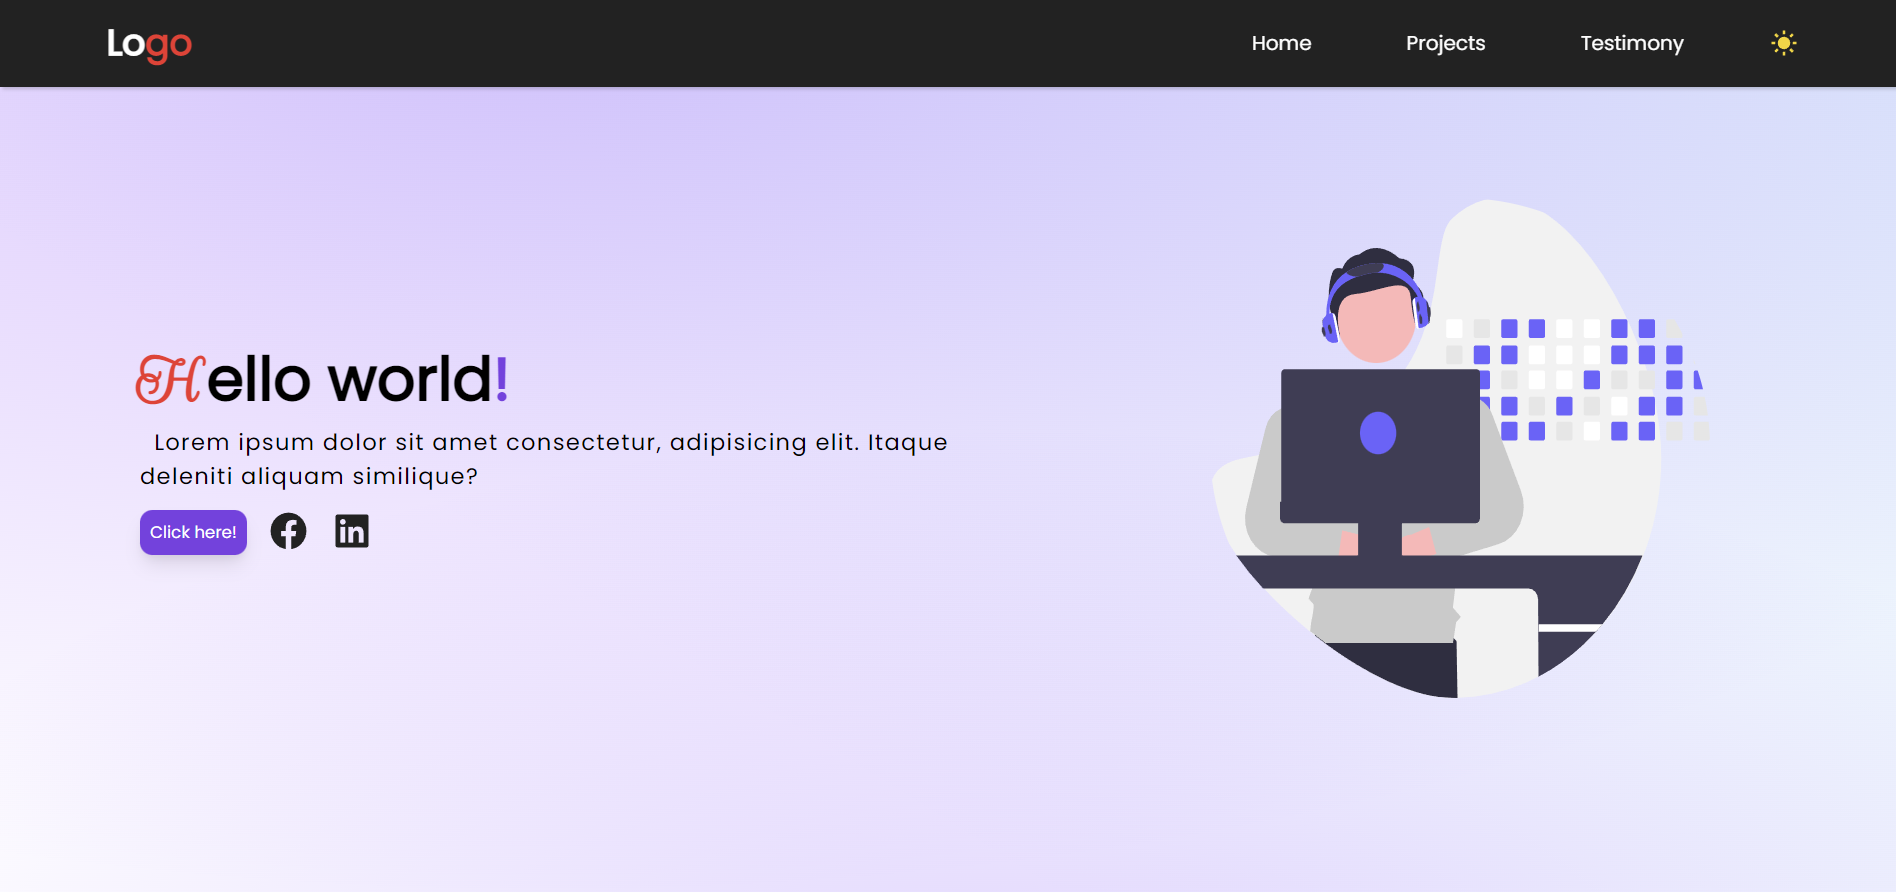 Logo
Home Projects Testimony
Hello world!
Lorem ipsum dolor sit amet consectetur, adipisicing elit. Itaque
deleniti aliquam similique?
Click here!
in